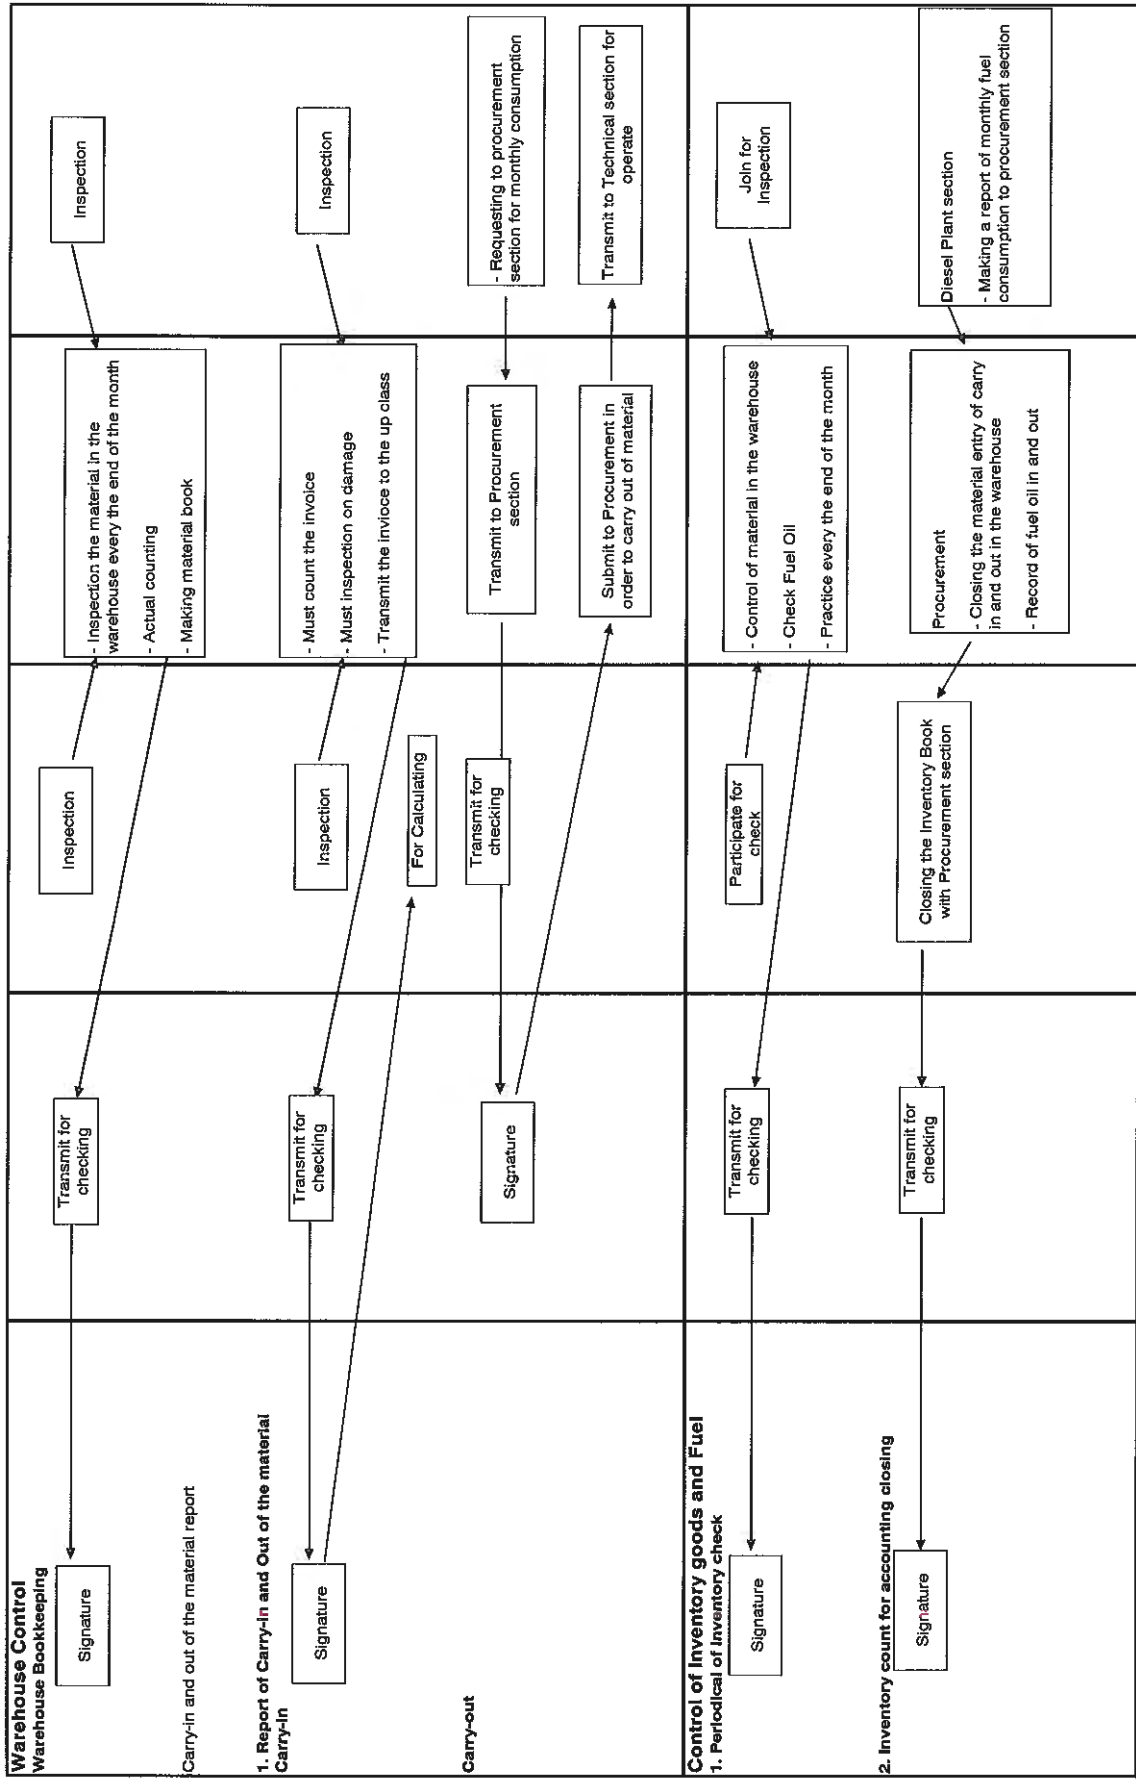 Warehouse Control
Warehouse Bookkeeping
Signature
Transmit for
checking
Inspection
- Inspection the material in the
warehouse every the end of the month
- Actual counting
- Making material book
Inspection
Carry-in and out of the material report
1. Report of Carry-in and Out of the material
Carry-in
Signature
Transmit for
checking
Inspection
- Must count the invoice
- Must inspection on damage
- Transmit the invioce to the up class
Inspection
For Calculating
Carry-out
Signature
Transmit for
checking
Transmit to Procurement
section
- Requesting to procurement
section for monthly consumption
Submit to Procurement in
order to carry out of material
Transmit to Technical section for
operate
Control of Inventory goods and Fuel
1. Periodical of Inventory check
Signature
Transmit for
checking
Participate for
check
- Control of material in the warehouse
- Check Fuel Oil
- Practice every the end of the month
Join for
Inspection
2. Inventory count for accounting closing
Signature
Transmit for
checking
Closing the Inventory Book
with Procurement section
Procurement
- Closing the material entry of carry
in and out in the warehouse
- Record of fuel oil in and out
Diesel Plant section
- Making a report of monthly fuel
consumption to procurement section